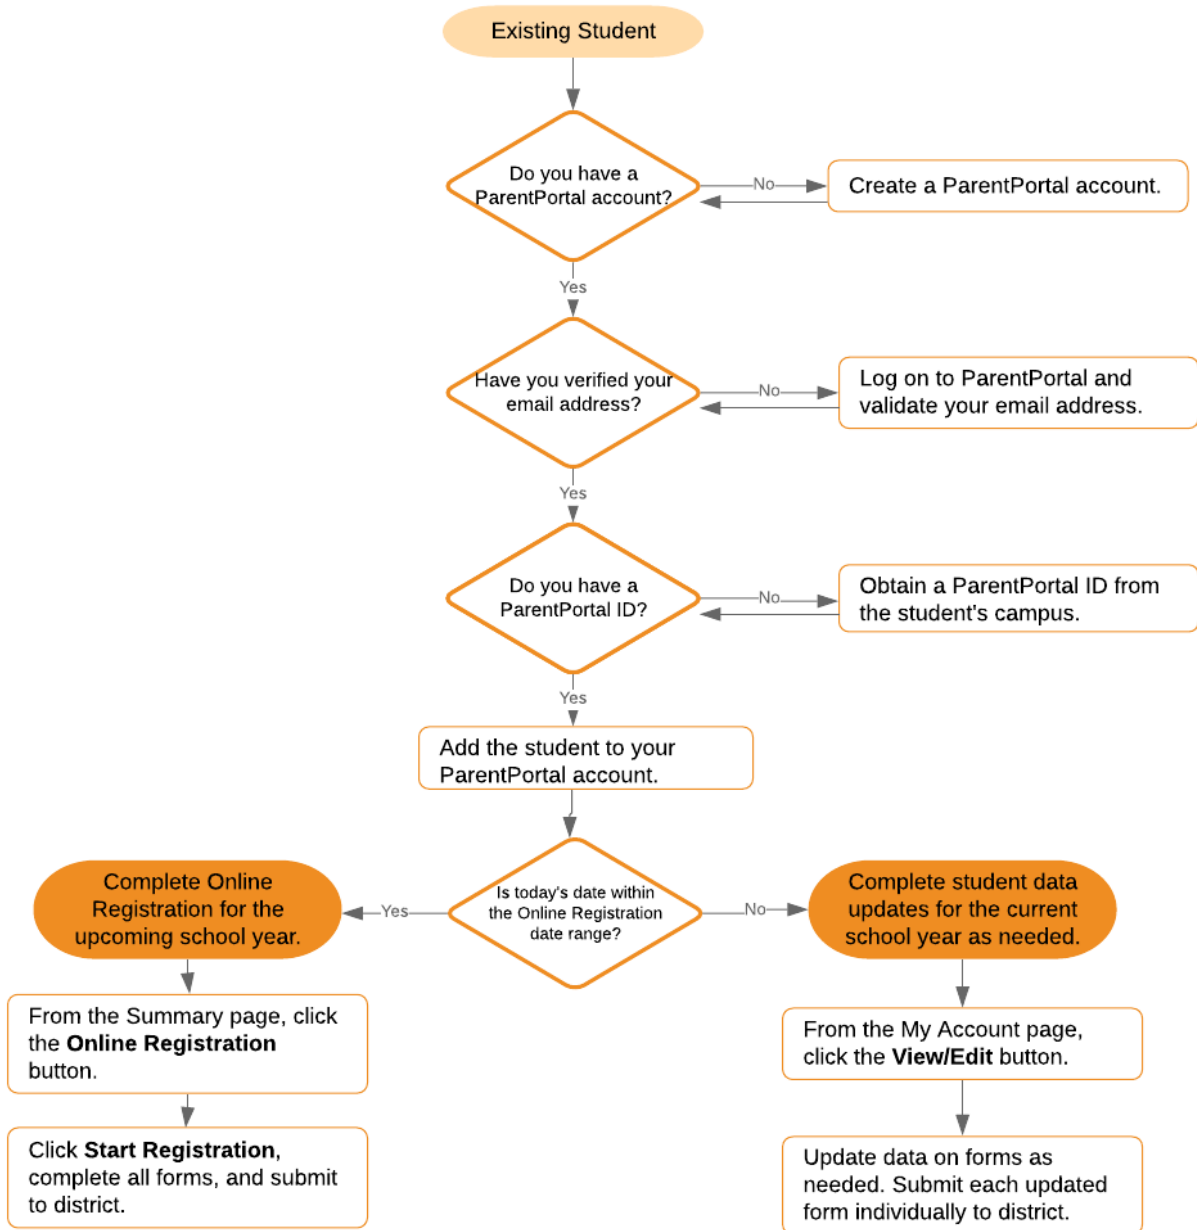 Existing Student
Do you have a
ParentPortal account?
No
Create a ParentPortal account.
Yes
Have you verified your
email address?
No
Log on to ParentPortal and
validate your email address.
Yes
Do you have a
ParentPortal ID?
No
Obtain a ParentPortal ID from
the student's campus.
Yes
Add the student to your
ParentPortal account.
Is today's date within
the Online Registration
date range?
Yes
Complete Online
Registration for the
upcoming school year.
No
Complete student data
updates for the current
school year as needed.
From the Summary page, click
the Online Registration
button.
Click Start Registration,
complete all forms, and submit
to district.
From the My Account page,
click the View/Edit button.
Update data on forms as
needed. Submit each updated
form individually to district.